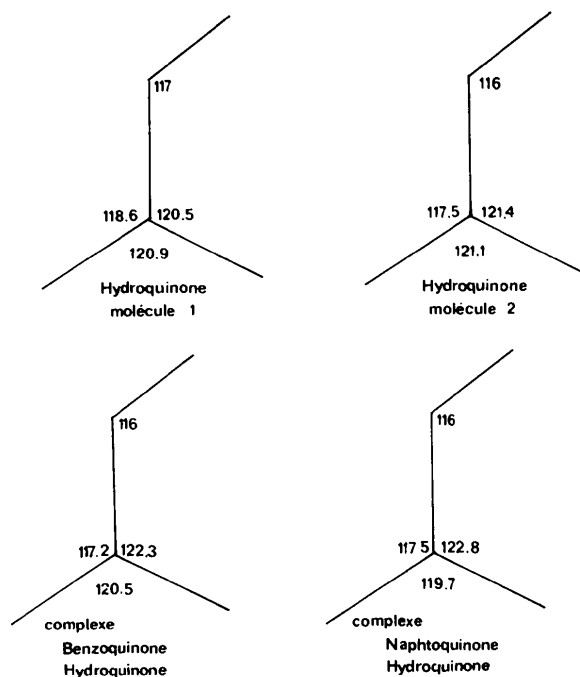 117
118.6 120.5
120.9
Hydroquinone
molécule 1
116
117.5 121.4
121.1
Hydroquinone
molécule 2
116
117.2 122.3
120.5
complexe
Benzoquinone
Hydroquinone
116
117 5 122.8
119.7
complexe
Naphtoquinone
Hydroquinone